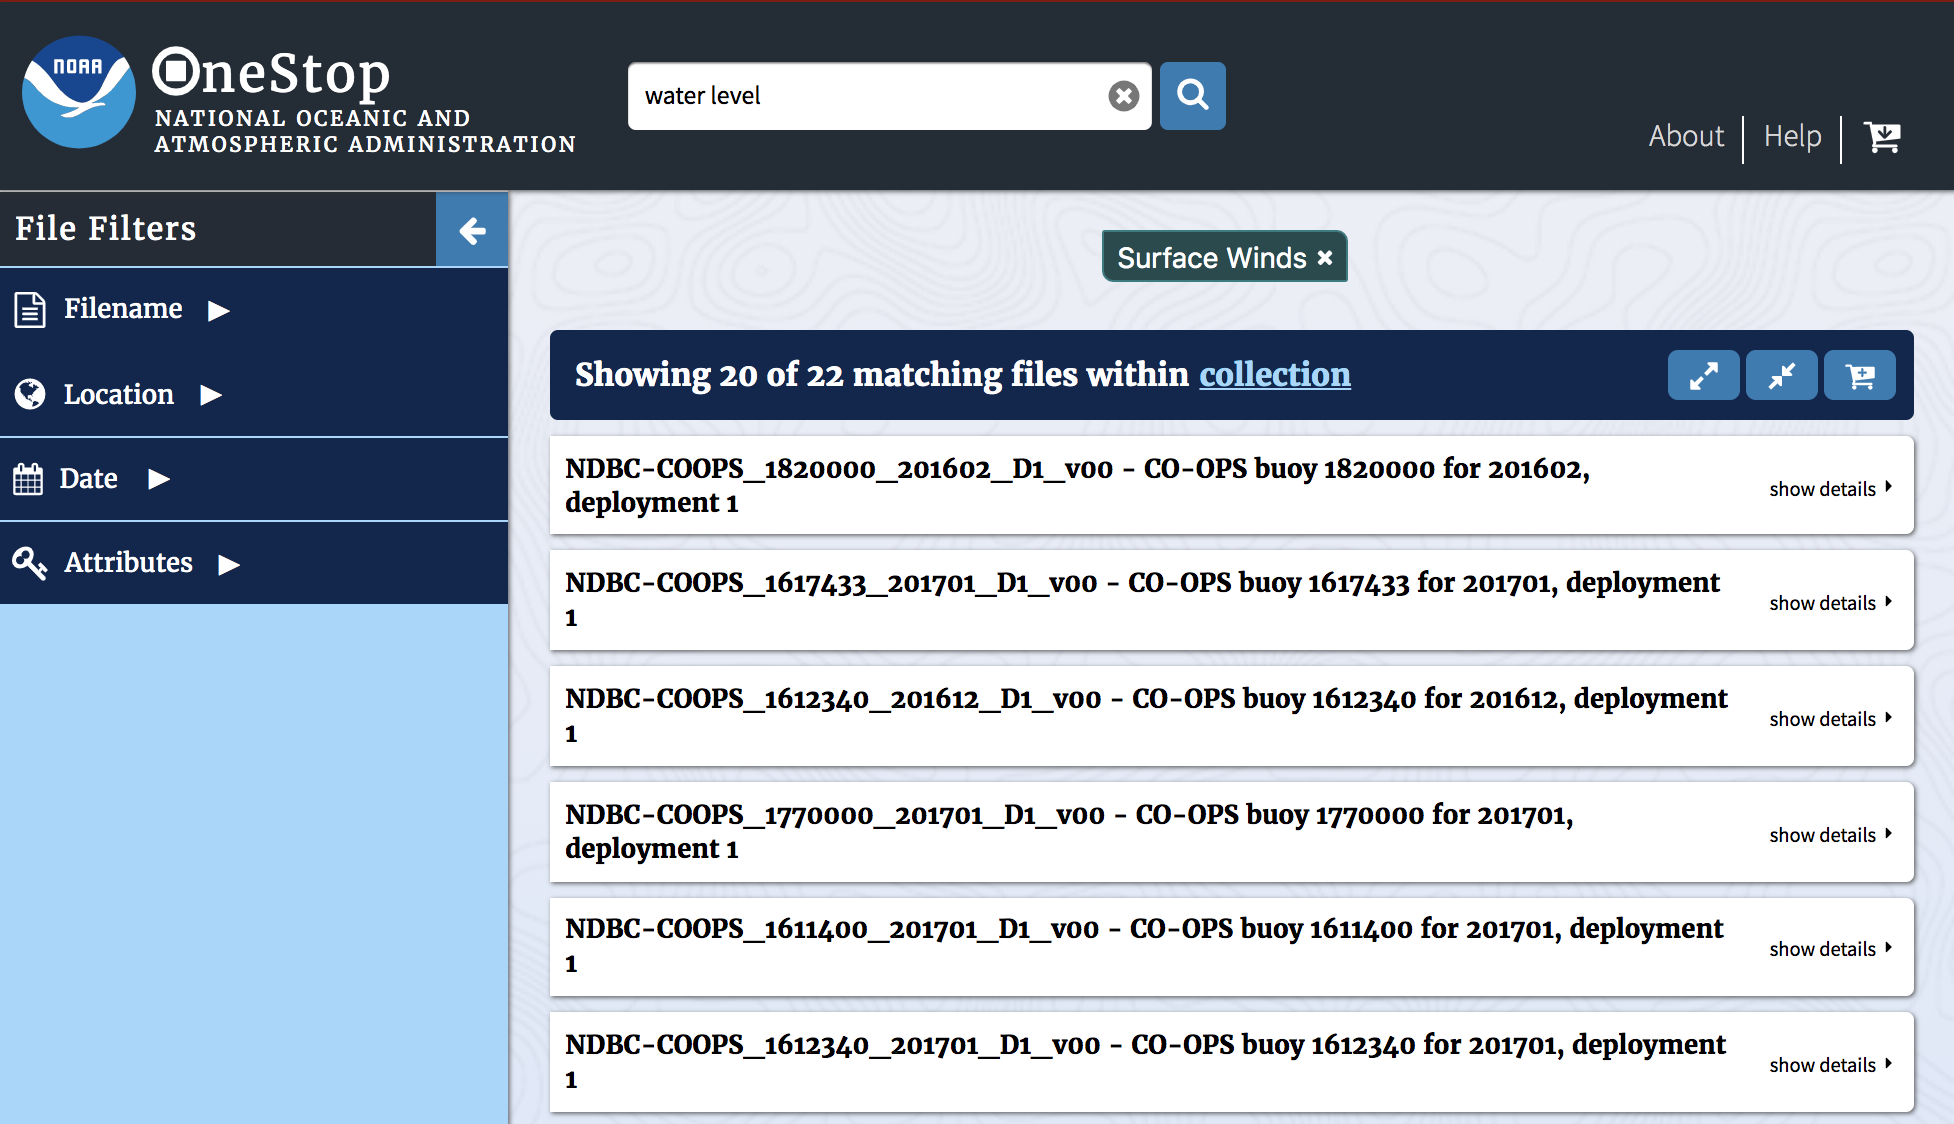 NOAA
OneStop
NATIONAL OCEANIC AND
ATMOSPHERIC ADMINISTRATION
water level
About
Help
File Filters
Filename
Location
Date
Attributes
Surface Winds
Showing 20 of 22 matching files within collection
NDBC-COOPS_1820000_201602_D1_v00 - CO-OPS buoy 1820000 for 201602,
deployment 1
show details
NDBC-COOPS_1617433_201701_D1_v00 - CO-OPS buoy 1617433 for 201701, deployment
1
show details
NDBC-COOPS_1612340_201612_D1_v00 - CO-OPS buoy 1612340 for 201612, deployment
1
show details
NDBC-COOPS_1770000_201701_D1_v00 - CO-OPS buoy 1770000 for 201701,
deployment 1
show details
NDBC-COOPS_1611400_201701_D1_v00 - CO-OPS buoy 1611400 for 201701, deployment
1
show details
NDBC-COOPS_1612340_201701_D1_v00 - CO-OPS buoy 1612340 for 201701, deployment
1
show details